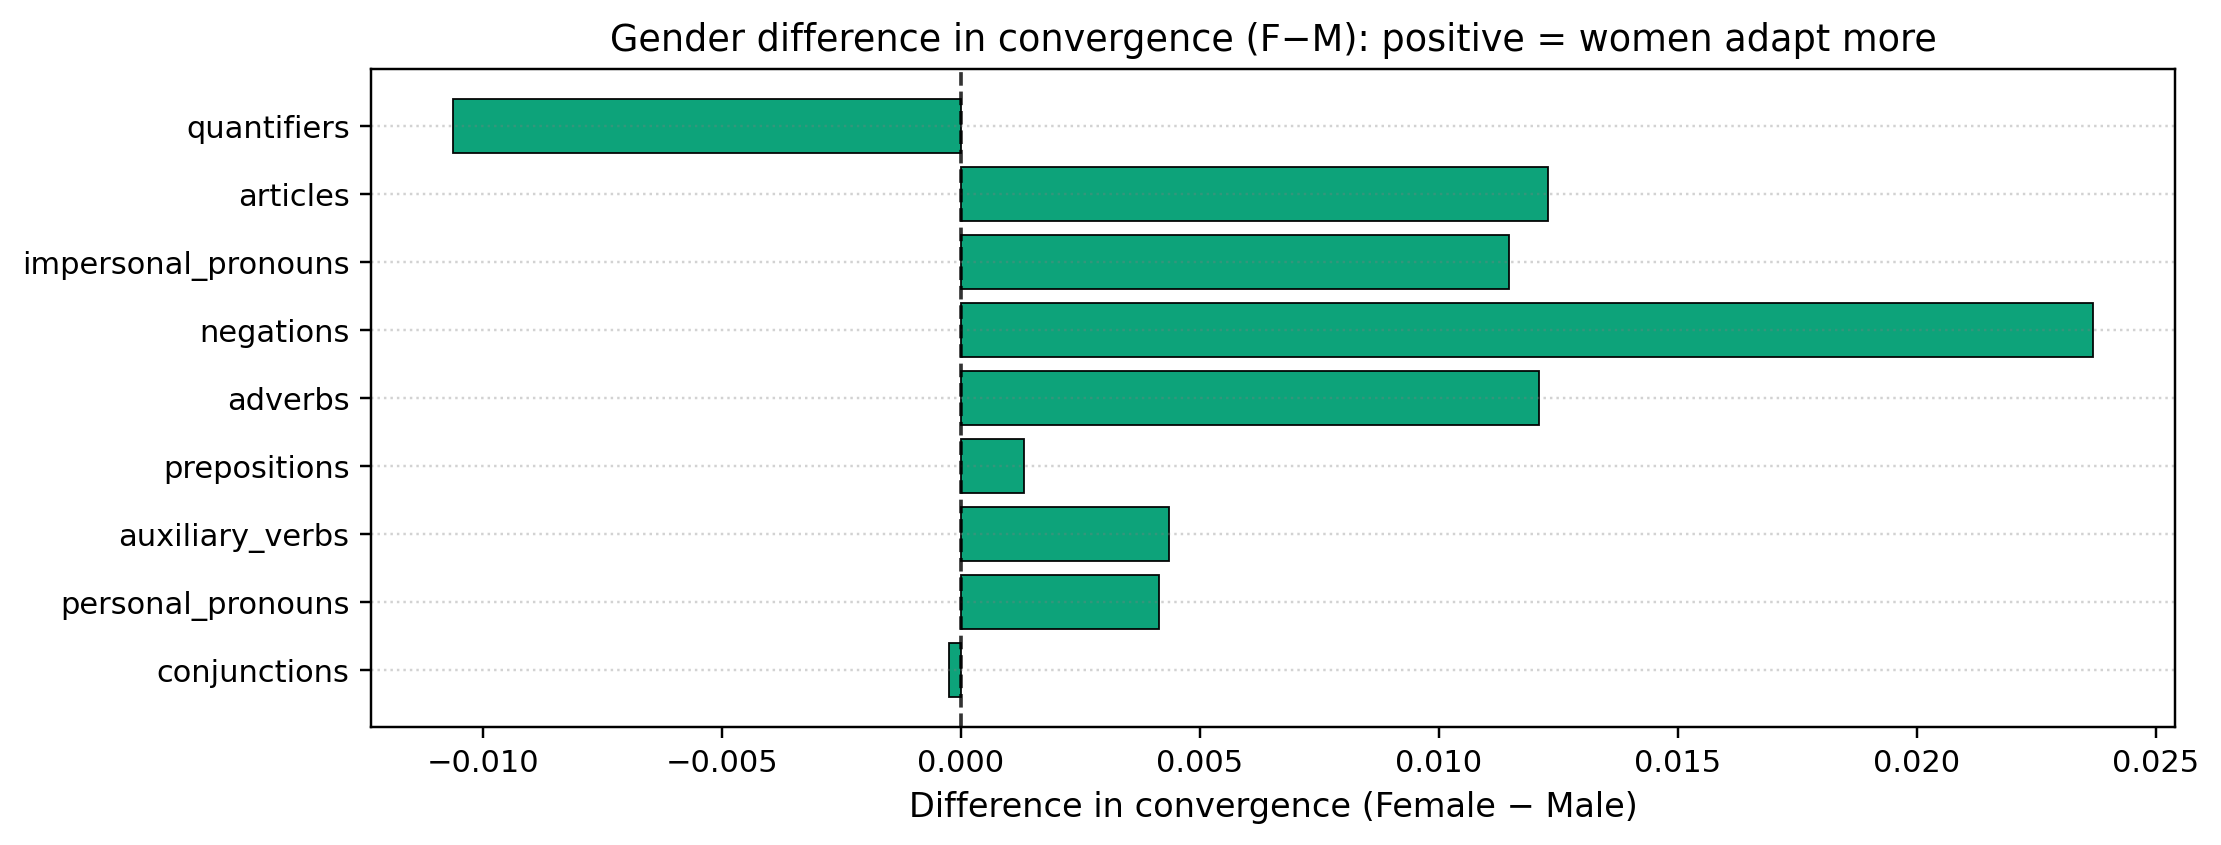 Gender difference in convergence (F−M): positive = women adapt more
quantifiers
articles
impersonal_pronouns
negations
adverbs
prepositions
auxiliary_verbs
personal_pronouns
conjunctions
−0.010 −0.005 0.000 0.005 0.010 0.015 0.020 0.025
Difference in convergence (Female − Male)